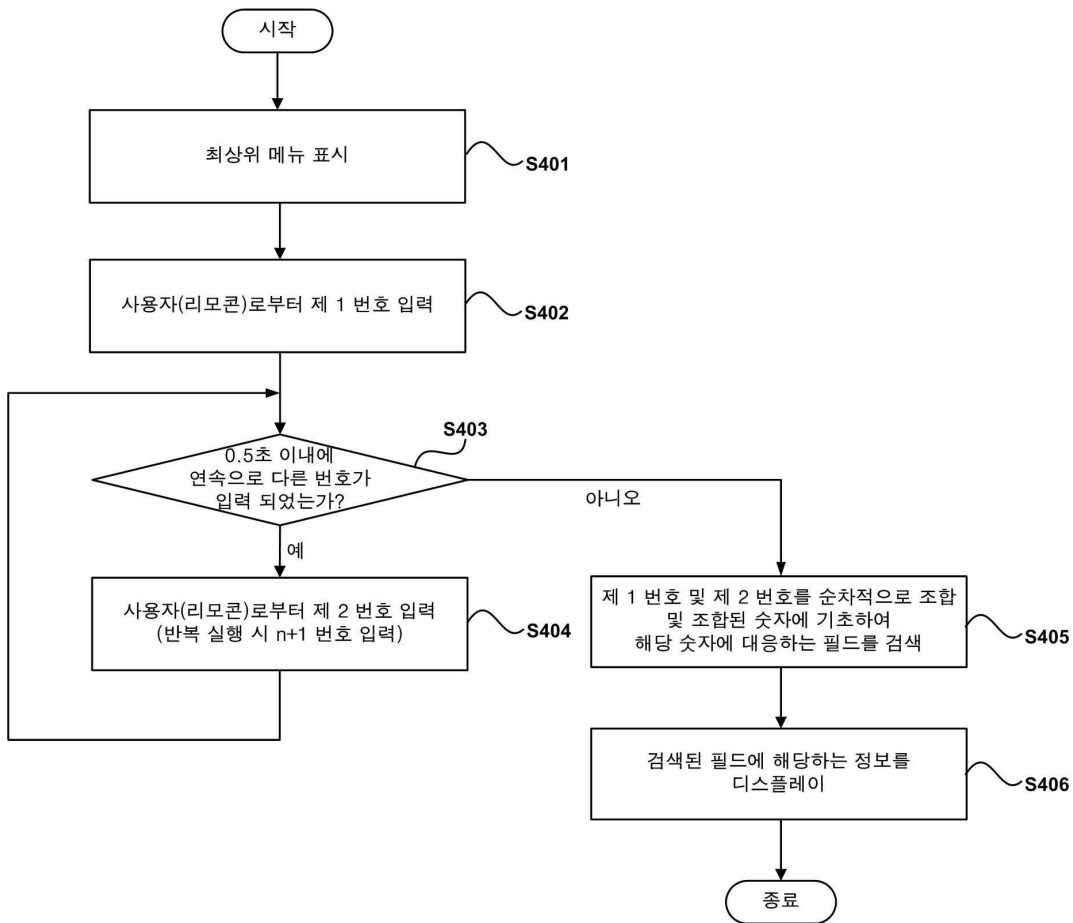 시작
최상위 메뉴 표시
S401
사용자(리모콘)로부터 제 1 번호 입력
S402
S403
0.5초 이내에
연속으로 다른 번호가
입력 되었는가?
아니오
예
사용자(리모콘)로부터 제 2 번호 입력
(반복 실행 시 n+1 번호 입력)
S404
제 1 번호 및 제 2 번호를 순차적으로 조합
및 조합된 숫자에 기초하여
해당 숫자에 대응하는 필드를 검색
S405
검색된 필드에 해당하는 정보를
디스플레이
S406
종료